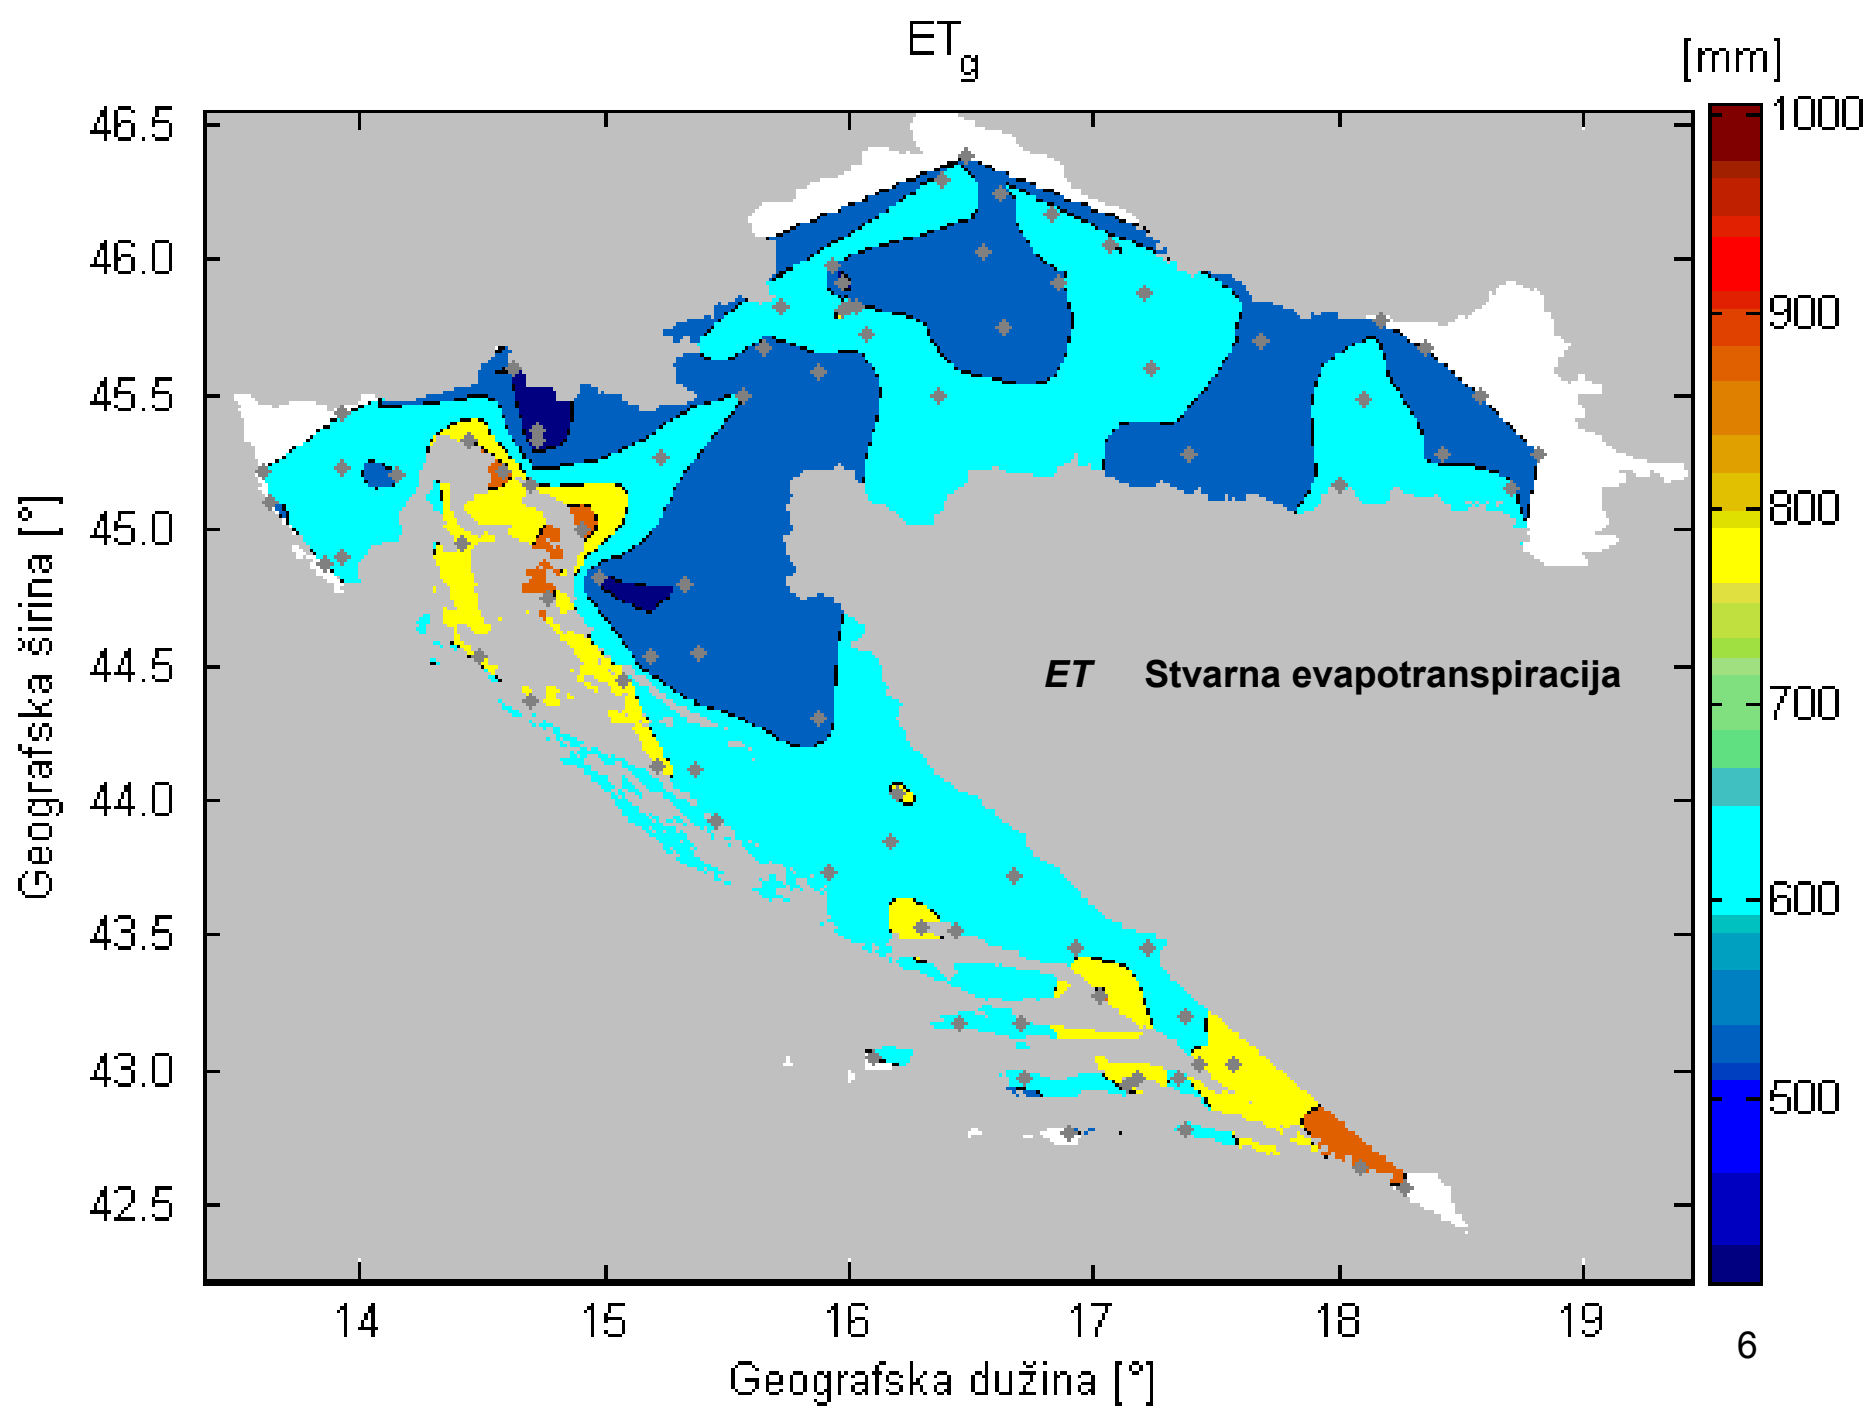 ET_g
[mm]
46.5
46.0
45.5
45.0
44.5
44.0
43.5
43.0
42.5
Geografska širina [°]
1000
900
800
700
600
500
ET Stvarna evapotranspiracija
14 15 16 17 18 19
Geografska dužina [°]
6